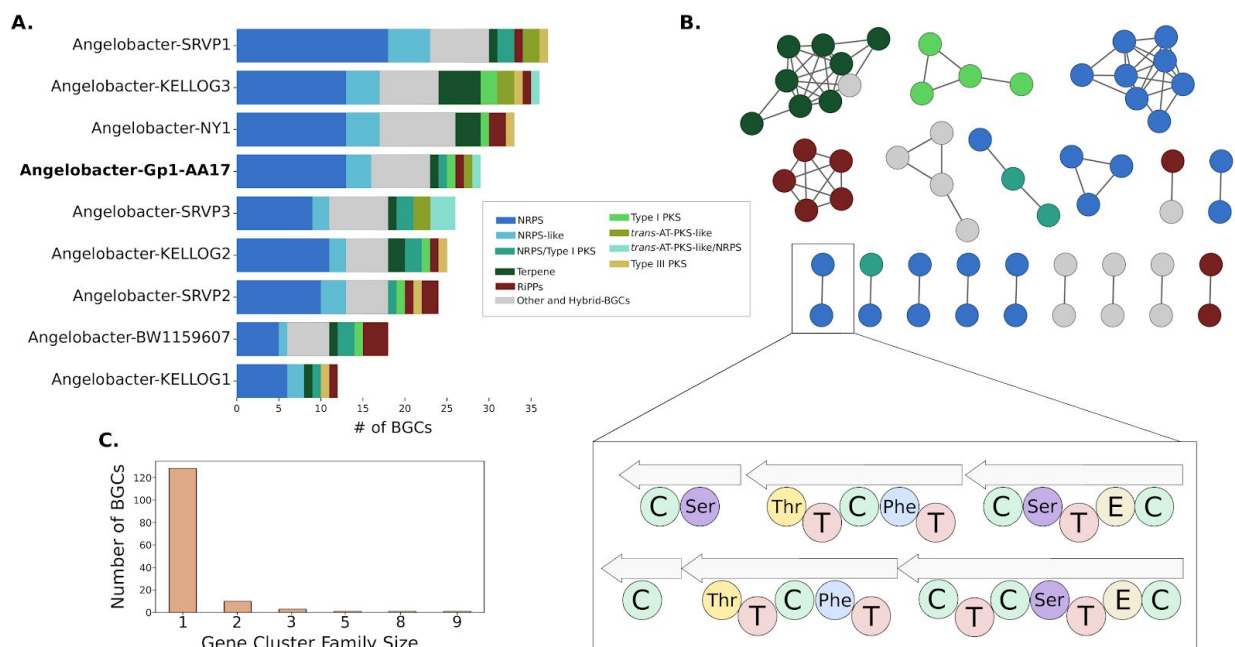 A.
Angelobacter-SRVP1
Angelobacter-KELLOG3
Angelobacter-NY1
Angelobacter-Gp1-AA17
Angelobacter-SRVP3
Angelobacter-KELLOG2
Angelobacter-SRVP2
Angelobacter-BW1159607
Angelobacter-KELLOG1
0 5 10 15 20 25 30 35
# of BGCs
NRPS
NRPS-like
NRPS/Type I PKS
Terpene
RiPPs
Other and Hybrid-BGCs
Type I PKS
trans-AT-PKS-like
trans-AT-PKS-like/NRPS
Type III PKS
B.
C Ser Thr T C Phe T C Ser T E C
C Thr T C Phe T C T C Ser T E C
C.
Number of BGCs
120
100
80
60
40
20
0
1 2 3 5 8 9
Gene Cluster Family Size